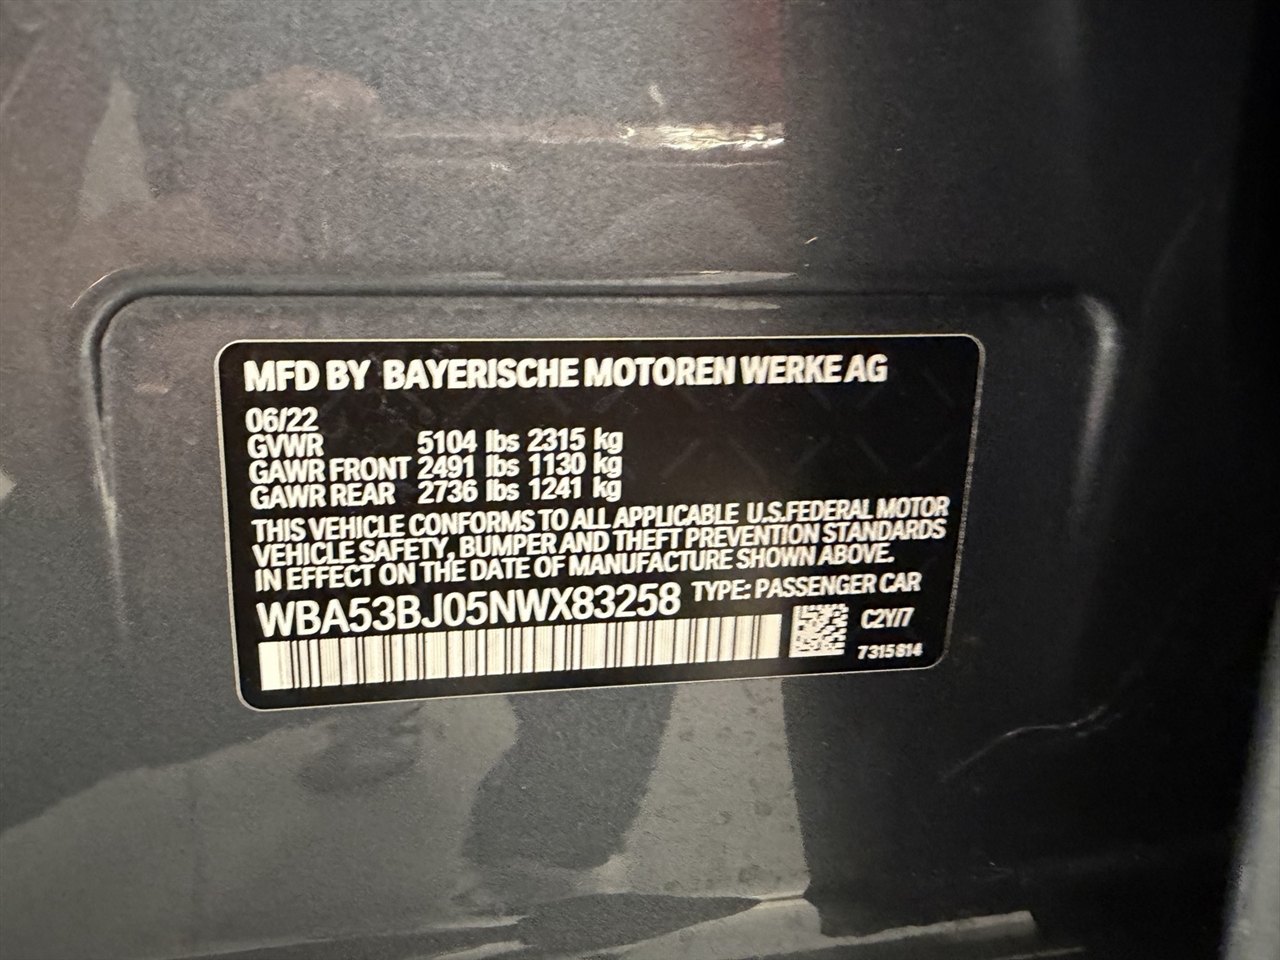 MFD BY BAYERISCHE MOTOREN WERKE AG
06/22
GVWR 5104 lbs 2315 kg
GAWR FRONT 2491 lbs 1130 kg
GAWR REAR 2736 lbs 1241 kg
THIS VEHICLE CONFORMS TO ALL APPLICABLE U.S.FEDERAL MOTOR
VEHICLE SAFETY, BUMPER AND THEFT PREVENTION STANDARDS
IN EFFECT ON THE DATE OF MANUFACTURE SHOWN ABOVE.
WBA53BJ05NWX83258 TYPE: PASSENGER CAR
C2Y/7
7315814